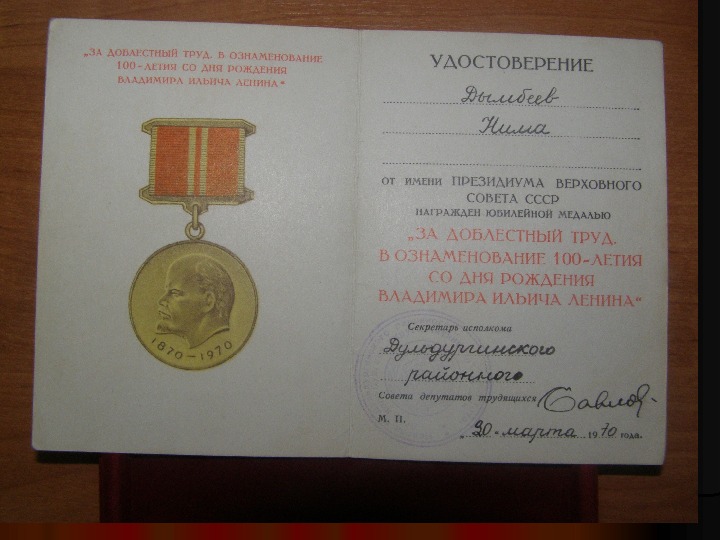 „ЗА ДОБЛЕСТНЫЙ ТРУД. В ОЗНАМЕНОВАНИЕ
100-ЛЕТИЯ СО ДНЯ РОЖДЕНИЯ
ВЛАДИМИРА ИЛЬИЧА ЛЕНИНА“
1870-1970
УДОСТОВЕРЕНИЕ
Дымбеев
Нима
ОТ ИМЕНИ ПРЕЗИДИУМА ВЕРХОВНОГО
СОВЕТА СССР
НАГРАЖДЕН ЮБИЛЕЙНОЙ МЕДАЛЬЮ
„ЗА ДОБЛЕСТНЫЙ ТРУД.
В ОЗНАМЕНОВАНИЕ 100-ЛЕТИЯ
СО ДНЯ РОЖДЕНИЯ
ВЛАДИМИРА ИЛЬИЧА ЛЕНИНА“
Секретарь исполкома
Дульдургинского
районного
Совета депутатов трудящихся
М. П.
„30“ марта 1970 года.